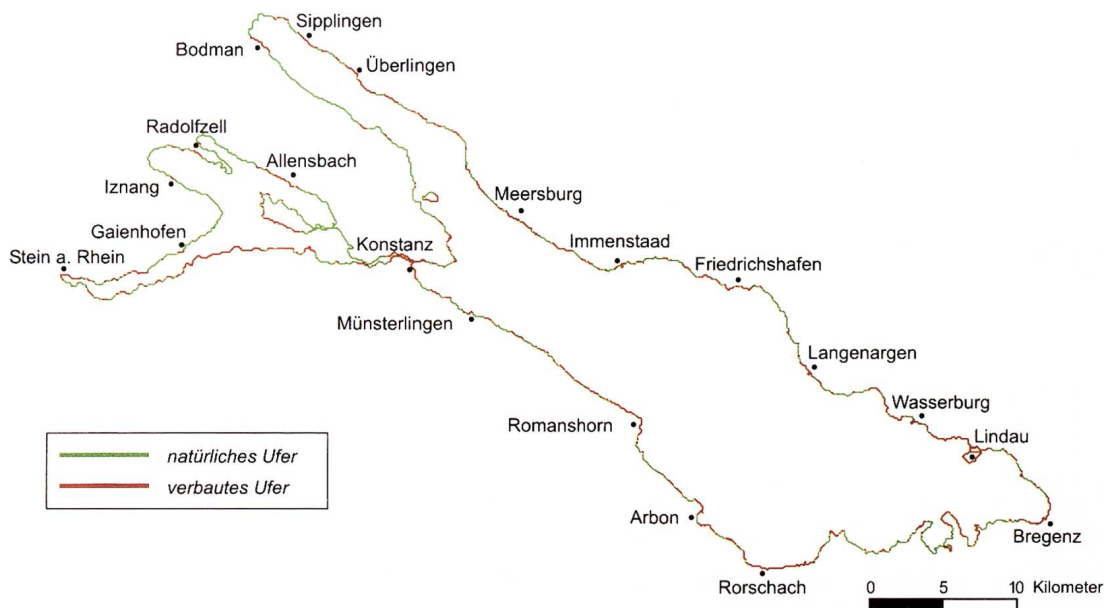 Sipplingen
Bodman
Überlingen
Radolfzell
Allensbach
Iznang
Meersburg
Gaienhofen
Immenstaad
Konstanz
Stein a. Rhein
Friedrichshafen
Münsterlingen
Langenargen
Wasserburg
Romanshorn
Lindau
natürliches Ufer
verbautes Ufer
Arbon
Bregenz
Rorschach
0 5 10 Kilometer